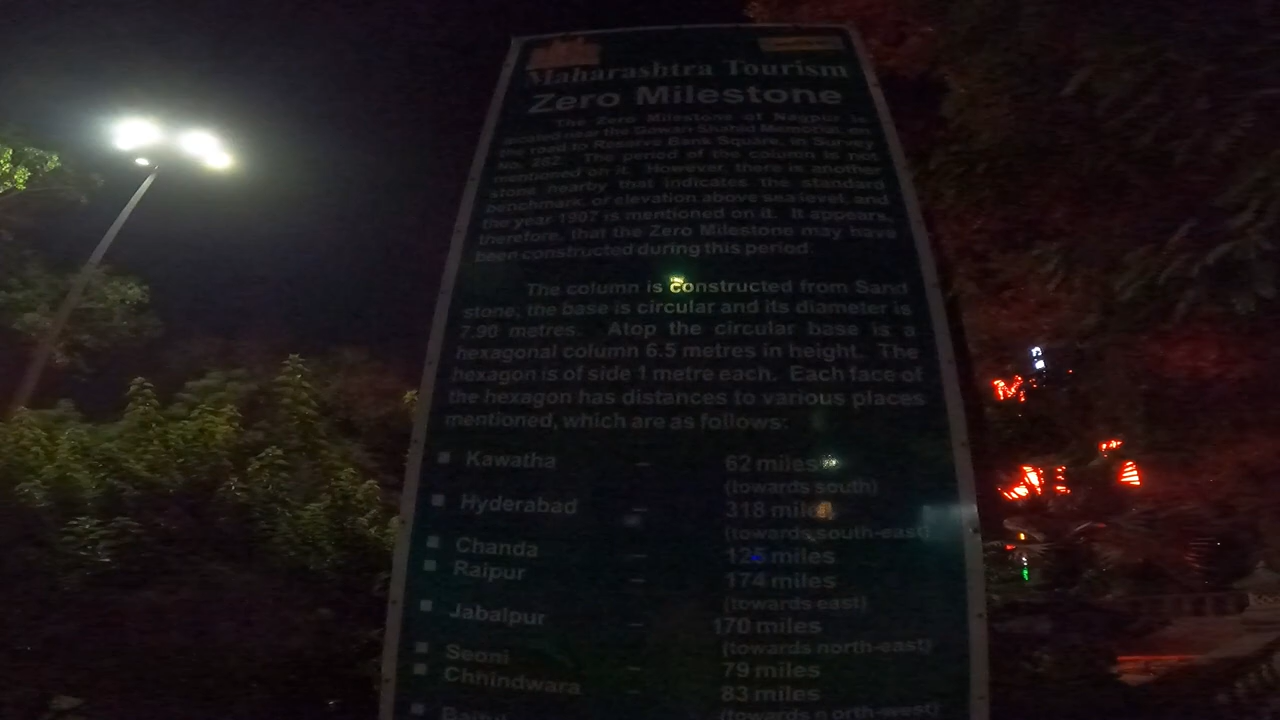 Maharashtra Tourism
Zero Milestone
The Zero Milestone of Nagpur is
located near the Gowari Shahid Memorial, on
the road to Reserve Bank Square, in Survey
No. 282. The period of the column is not
mentioned on it. However, there is another
stone nearby that indicates the standard
benchmark, or elevation above sea level, and
the year 1907 is mentioned on it. It appears,
therefore, that the Zero Milestone may have
been constructed during this period.
The column is constructed from Sand
stone, the base is circular and its diameter is
7.90 metres. Atop the circular base is a
hexagonal column 6.5 metres in height. The
hexagon is of side 1 metre each. Each face of
the hexagon has distances to various places
mentioned, which are as follows:
Kawatha – 62 miles
(towards south)
Hyderabad – 318 miles
(towards south-east)
Chanda – 125 miles
Raipur – 174 miles
(towards east)
Jabalpur – 170 miles
(towards north-east)
Seoni 79 miles
Chhindwara 83 miles
(towards north-west)